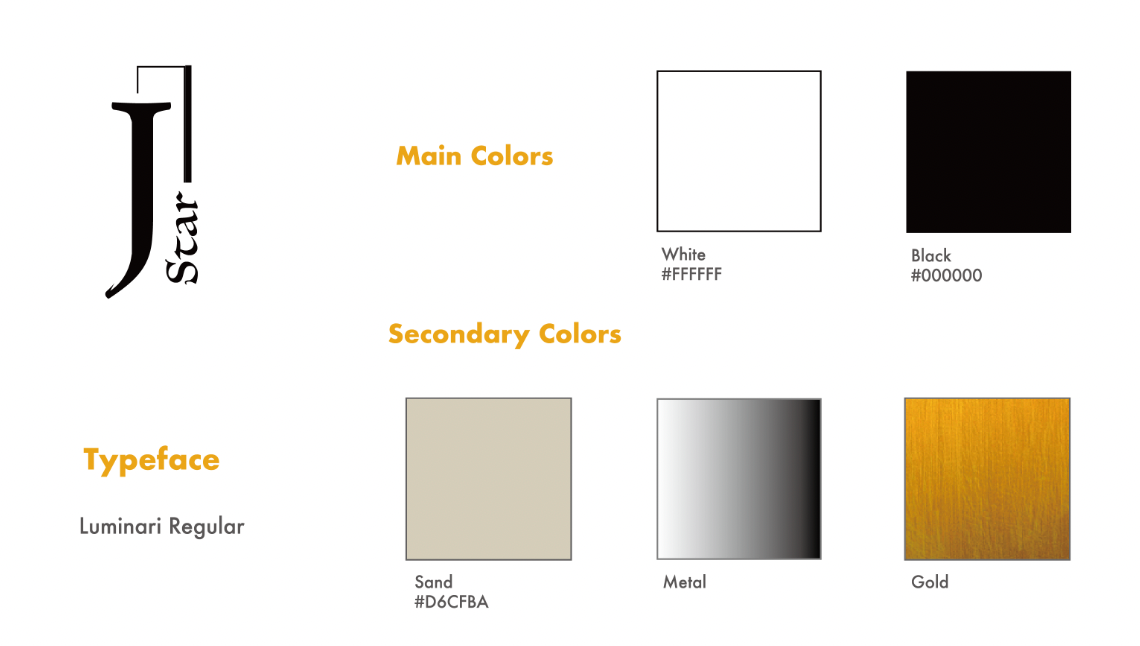 J
Star
Main Colors
White
#FFFFFF
Black
#000000
Secondary Colors
Typeface
Luminari Regular
Sand
#D6CFBA
Metal
Gold